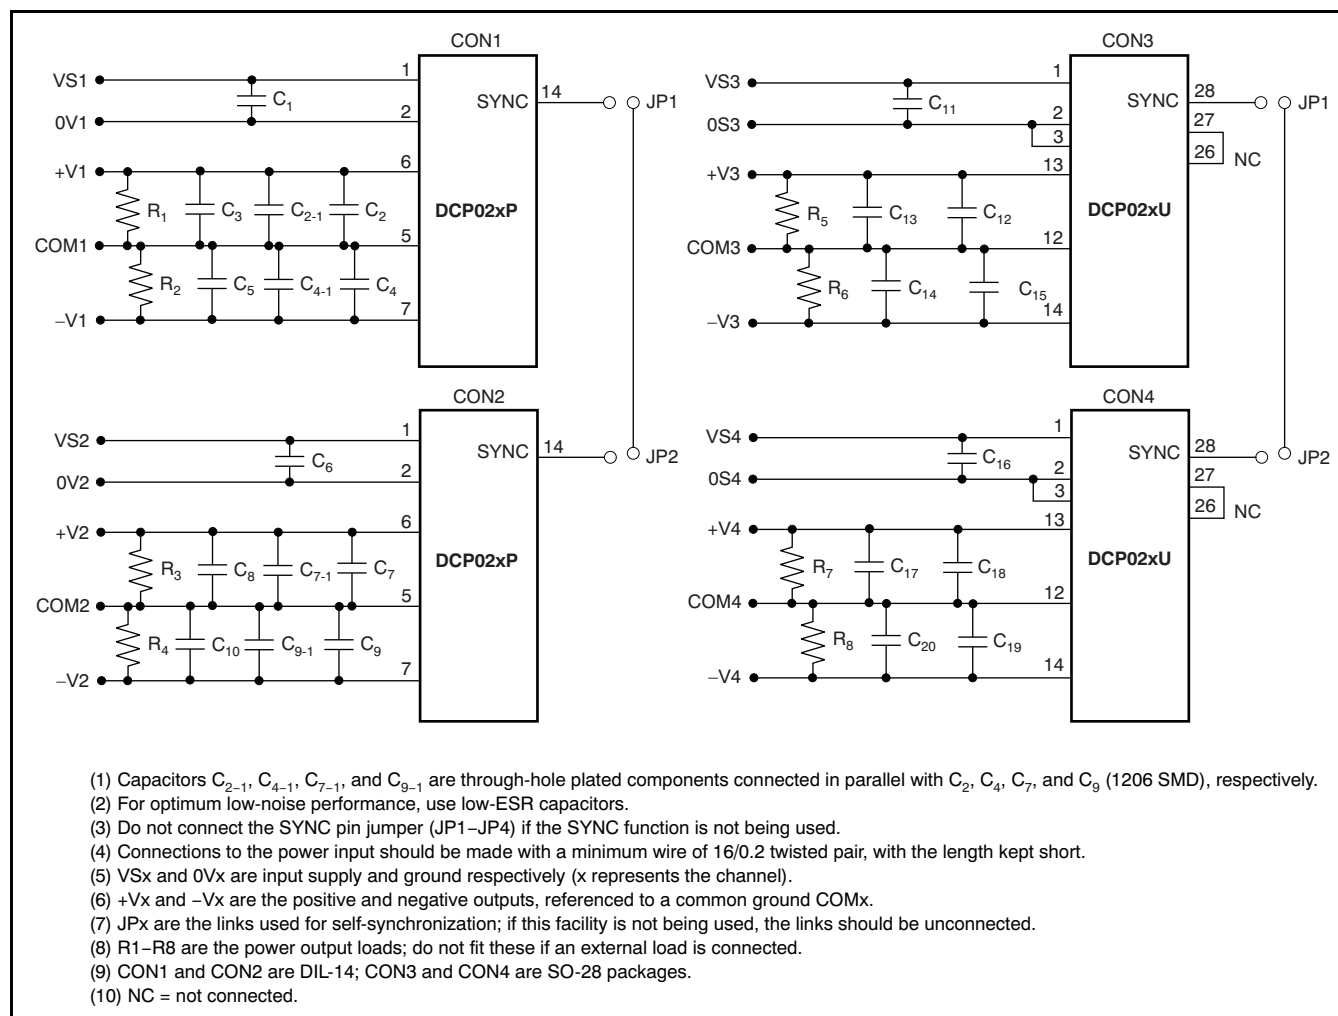 CON1
VS1
1
C1
SYNC
14
JP1
0V1
2
+V1
6
R1
C3
C2-1
C2
DCP02xP
COM1
5
R2
C5
C4-1
C4
−V1
7
CON3
VS3
1
C11
SYNC
28
JP1
0S3
2
27
3
26
NC
+V3
13
R5
C13
C12
DCP02xU
COM3
12
R6
C14
C15
−V3
14
CON2
VS2
1
C6
SYNC
14
JP2
0V2
2
+V2
6
R3
C8
C7-1
C7
DCP02xP
COM2
5
R4
C10
C9-1
C9
−V2
7
CON4
VS4
1
C16
SYNC
28
JP2
0S4
2
27
3
26
NC
+V4
13
R7
C17
C18
DCP02xU
COM4
12
R8
C20
C19
−V4
14
(1) Capacitors C2−1, C4−1, C7−1, and C9−1 are through-hole plated components connected in parallel with C2, C4, C7, and C9 (1206 SMD), respectively.
(2) For optimum low-noise performance, use low-ESR capacitors.
(3) Do not connect the SYNC pin jumper (JP1−JP4) if the SYNC function is not being used.
(4) Connections to the power input should be made with a minimum wire of 16/0.2 twisted pair, with the length kept short.
(5) VSx and 0Vx are input supply and ground respectively (x represents the channel).
(6) +Vx and −Vx are the positive and negative outputs, referenced to a common ground COMx.
(7) JPx are the links used for self-synchronization; if this facility is not being used, the links should be unconnected.
(8) R1−R8 are the power output loads; do not fit these if an external load is connected.
(9) CON1 and CON2 are DIL-14; CON3 and CON4 are SO-28 packages.
(10) NC = not connected.